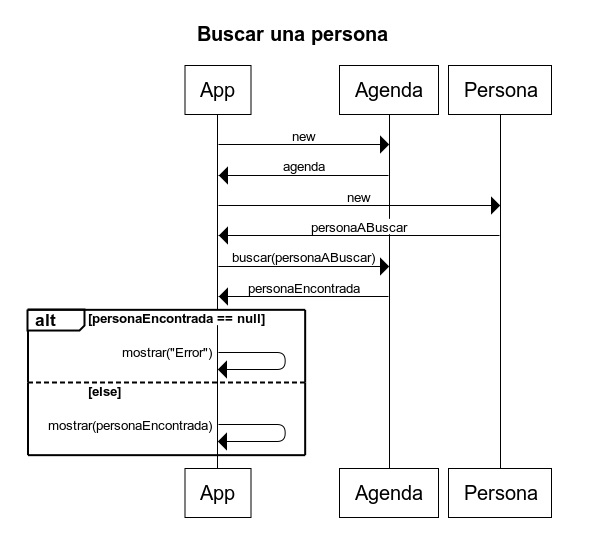 Buscar una persona
App
Agenda
Persona
new
agenda
new
personaABuscar
buscar(personaABuscar)
personaEncontrada
alt
[personaEncontrada == null]
mostrar("Error")
[else]
mostrar(personaEncontrada)
App
Agenda
Persona